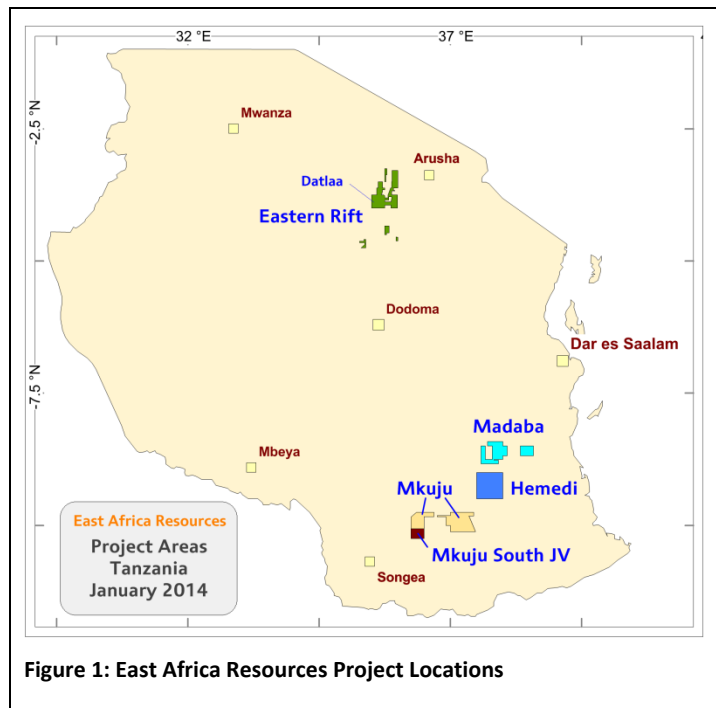 32 °E
37 °E
-2.5 °N
Mwanza
Arusha
Datlaa
Eastern Rift
Dodoma
Dar es Saalam
-7.5 °N
Madaba
Mbeya
Mkuju
Hemedi
East Africa Resources
Project Areas
Tanzania
January 2014
Mkuju South JV
Songea
Figure 1: East Africa Resources Project Locations